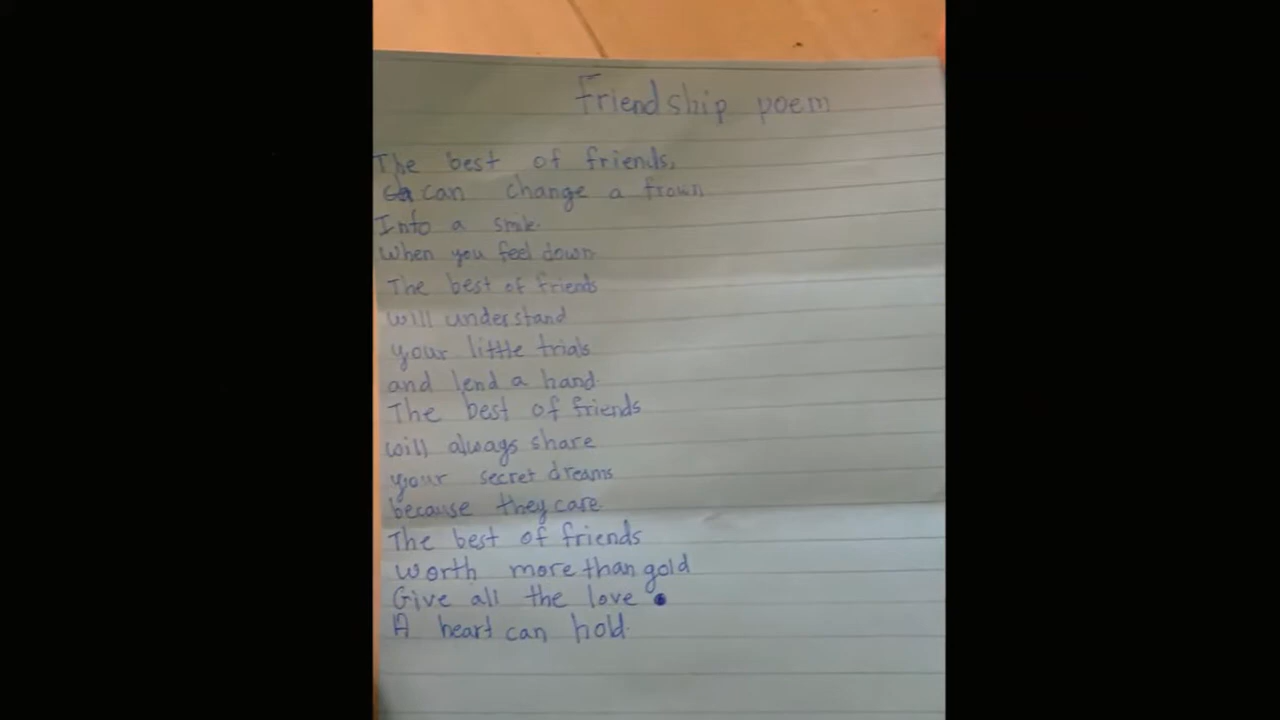 Friendship poem
The best of friends,
can change a frown
Into a smile.
When you feel down
The best of friends
will understand
your little trials
and lend a hand.
The best of friends
will always share
your secret dreams
because they care.
The best of friends
worth more than gold
Give all the love
A heart can hold.